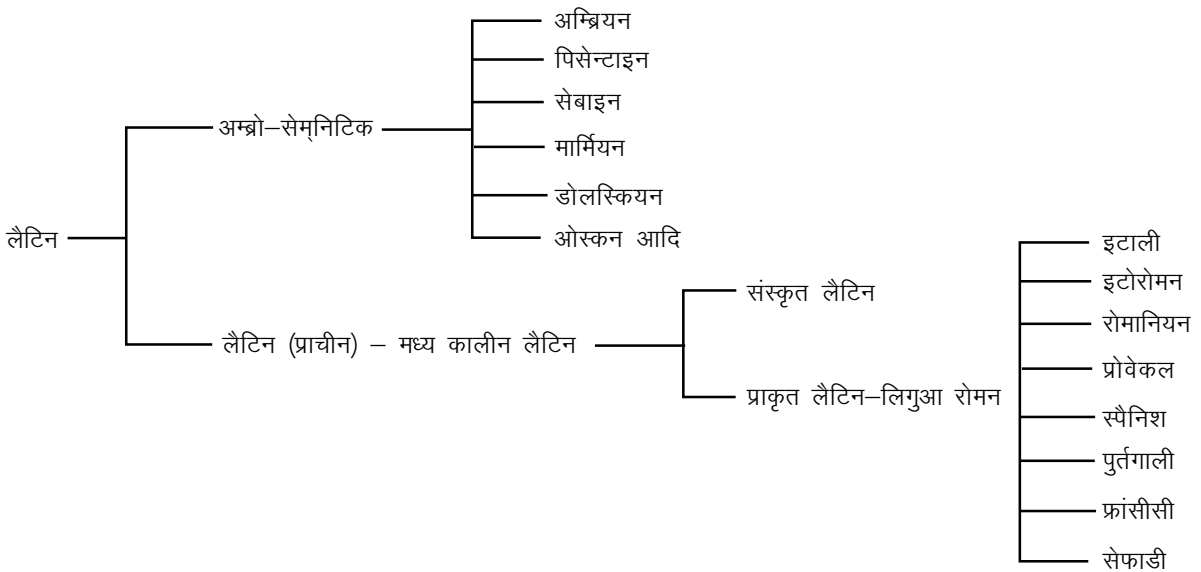 अम्ब्रियन
पिसेन्टाइन
सेबाइन
अम्ब्रो–सेम्निटिक
मार्मियन
डोलस्कियन
ओस्कन आदि
लैटिन
लैटिन (प्राचीन) – मध्य कालीन लैटिन
संस्कृत लैटिन
प्राकृत लैटिन–लिगुआ रोमन
इटाली
इटोरोमन
रोमानियन
प्रोवेकल
स्पैनिश
पुर्तगाली
फ्रांसीसी
सेफाडी